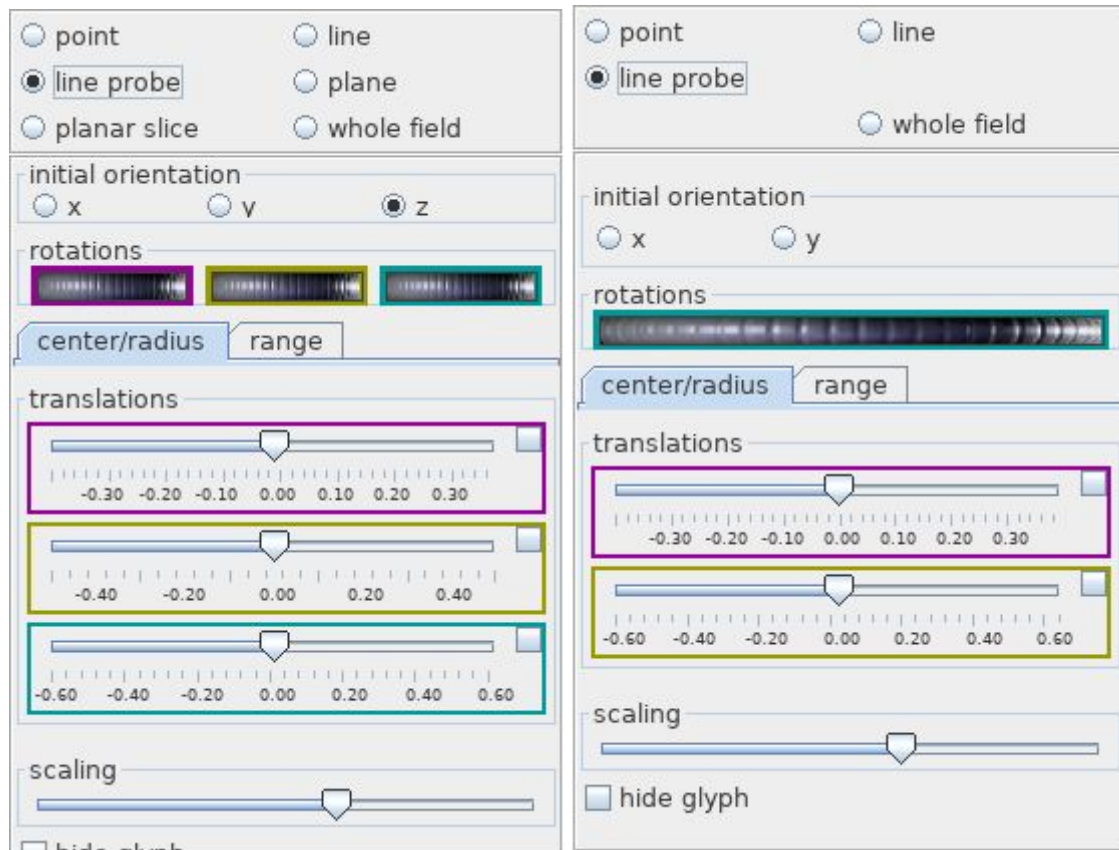 point line
line probe plane
planar slice whole field
initial orientation
x y z
rotations
center/radius range
translations
-0.30 -0.20 -0.10 0.00 0.10 0.20 0.30
-0.40 -0.20 0.00 0.20 0.40
-0.60 -0.40 -0.20 0.00 0.20 0.40 0.60
scaling
hide glyph
point line
line probe
whole field
initial orientation
x y
rotations
center/radius range
translations
-0.30 -0.20 -0.10 0.00 0.10 0.20 0.30
-0.60 -0.40 -0.20 0.00 0.20 0.40 0.60
scaling
hide glyph